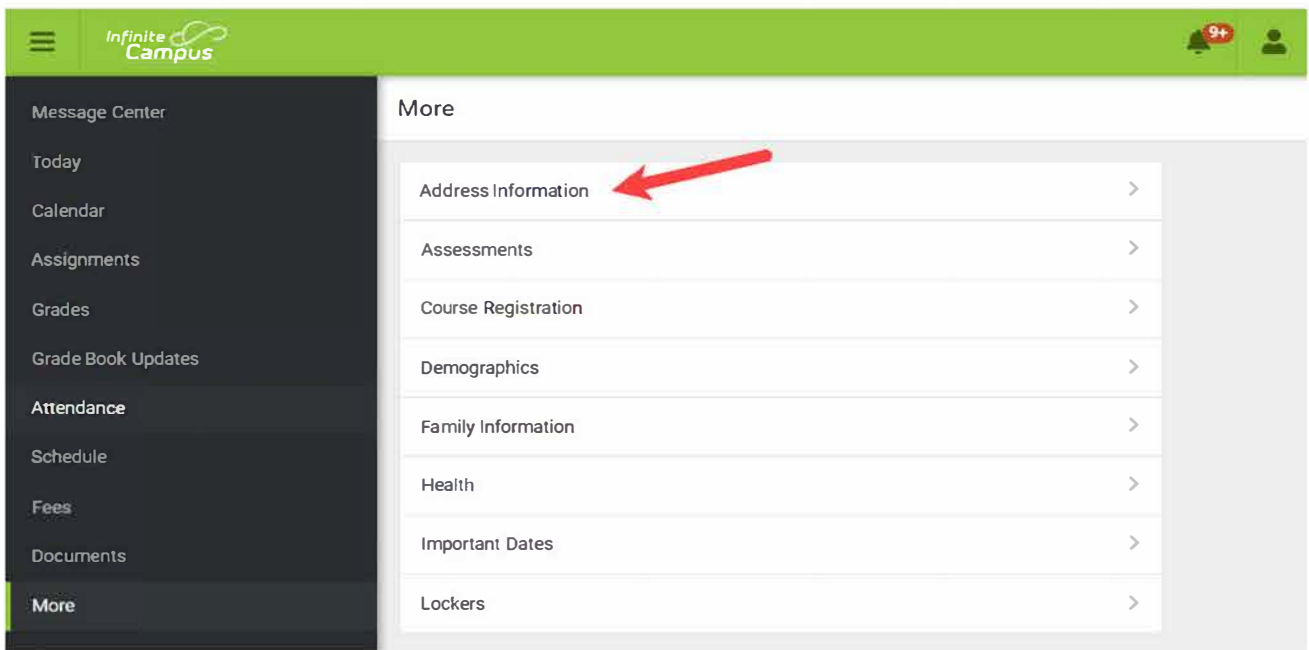 Infinite
Campus
9+
Message Center
Today
Calendar
Assignments
Grades
Grade Book Updates
Attendance
Schedule
Fees
Documents
More
More
Address Information
Assessments
Course Registration
Demographics
Family Information
Health
Important Dates
Lockers